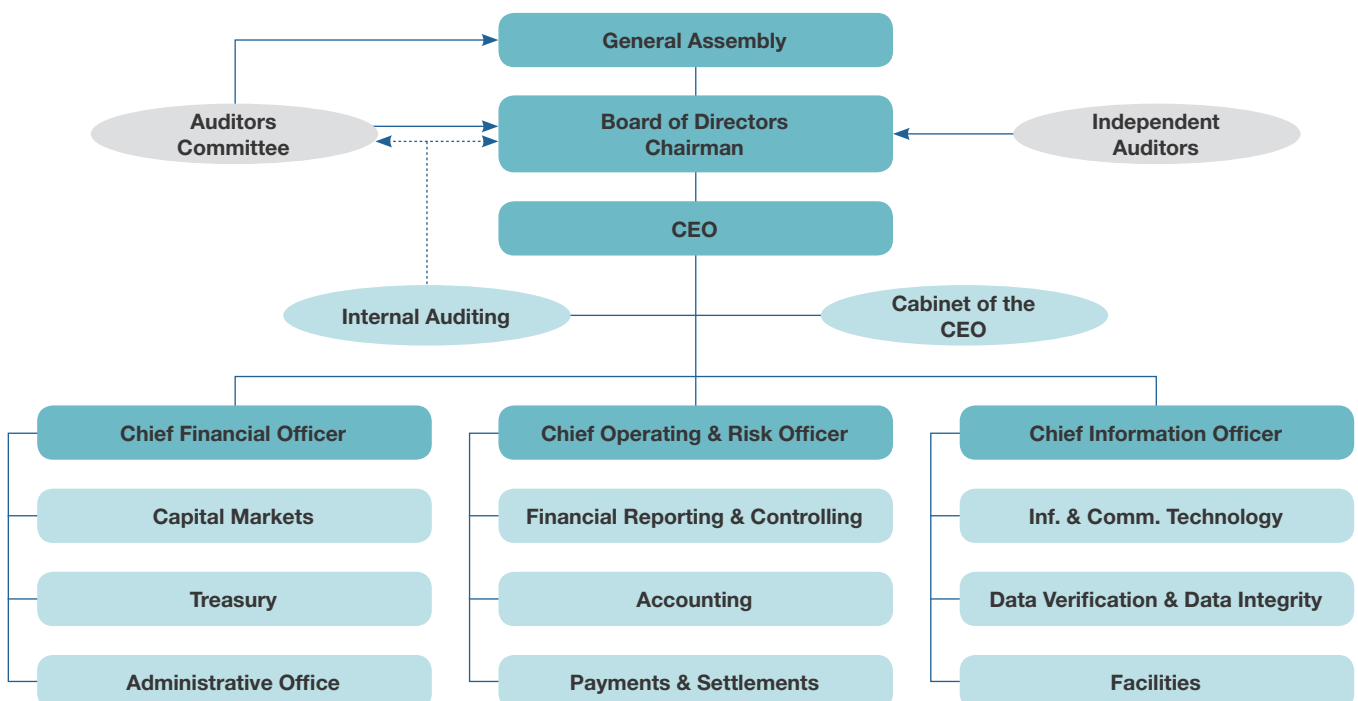 General Assembly
Auditors
Committee
Board of Directors
Chairman
Independent
Auditors
CEO
Internal Auditing
Cabinet of the
CEO
Chief Financial Officer
Chief Operating & Risk Officer
Chief Information Officer
Capital Markets
Financial Reporting & Controlling
Inf. & Comm. Technology
Treasury
Accounting
Data Verification & Data Integrity
Administrative Office
Payments & Settlements
Facilities